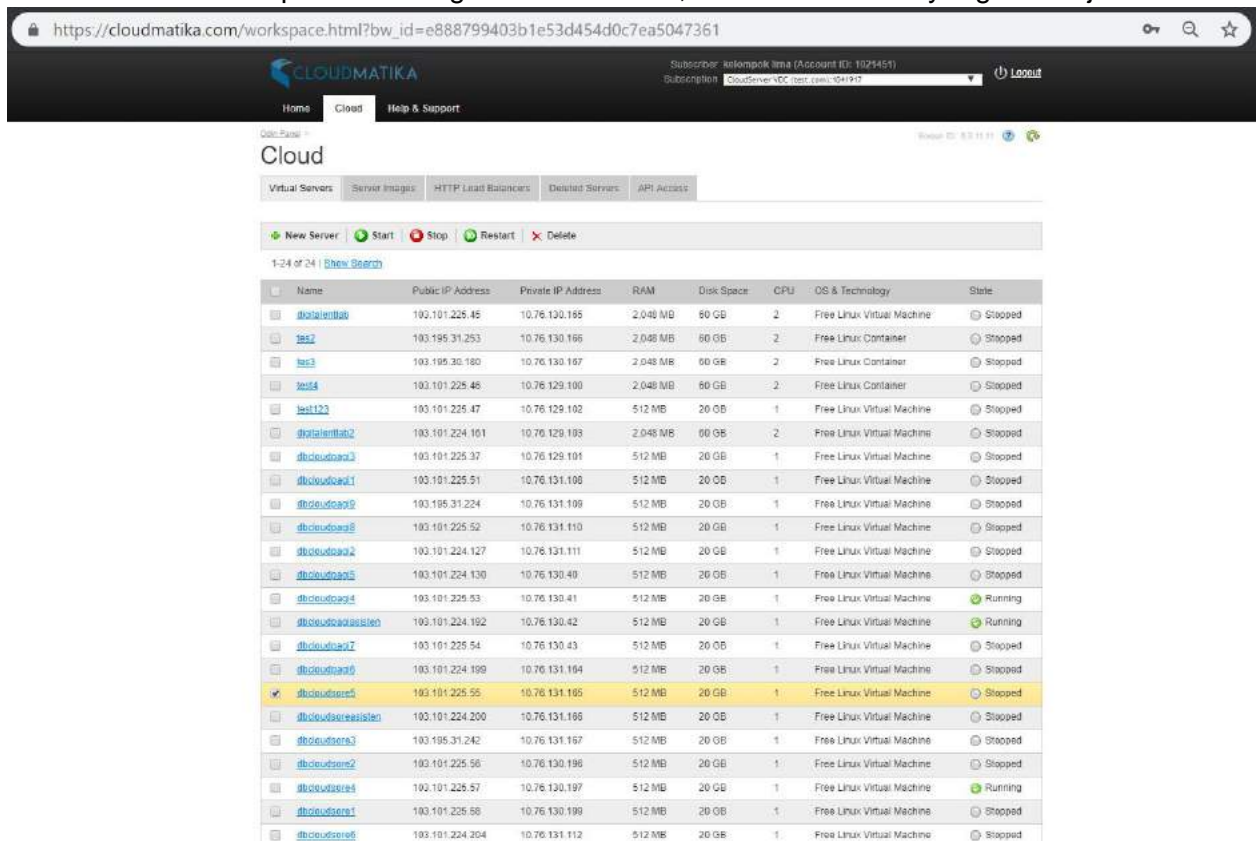 https://cloudmatika.com/workspace.html?bw_id=e888799403b1e53d454d0c7ea5047361
CLOUDMATIKA
Subscriber kelompok lima (Account ID: 1021451)
Subscription CloudServer VDC (test.com):1041917
Logout
Home Cloud Help & Support
Odin Panel >
Cloud
Virtual Servers Server Images HTTP Load Balancers Deleted Servers API Access
New Server Start Stop Restart Delete
1-24 of 24 | Show Search
Name Public IP Address Private IP Address RAM Disk Space CPU OS & Technology State
digitalentlab 103.101.225.45 10.76.130.165 2,048 MB 60 GB 2 Free Linux Virtual Machine Stopped
tes2 103.195.31.253 10.76.130.166 2,048 MB 60 GB 2 Free Linux Container Stopped
tes3 103.195.30.180 10.76.130.167 2,048 MB 60 GB 2 Free Linux Container Stopped
test4 103.101.225.46 10.76.129.100 2,048 MB 60 GB 2 Free Linux Container Stopped
test123 103.101.225.47 10.76.129.102 512 MB 20 GB 1 Free Linux Virtual Machine Stopped
digitalentlab2 103.101.224.161 10.76.129.103 2,048 MB 60 GB 2 Free Linux Virtual Machine Stopped
dbcloudpagi3 103.101.225.37 10.76.129.101 512 MB 20 GB 1 Free Linux Virtual Machine Stopped
dbcloudpagi1 103.101.225.51 10.76.131.108 512 MB 20 GB 1 Free Linux Virtual Machine Stopped
dbcloudpagi9 103.195.31.224 10.76.131.109 512 MB 20 GB 1 Free Linux Virtual Machine Stopped
dbcloudpagi8 103.101.225.52 10.76.131.110 512 MB 20 GB 1 Free Linux Virtual Machine Stopped
dbcloudpagi2 103.101.224.127 10.76.131.111 512 MB 20 GB 1 Free Linux Virtual Machine Stopped
dbcloudpagi5 103.101.224.130 10.76.130.40 512 MB 20 GB 1 Free Linux Virtual Machine Stopped
dbcloudpagi4 103.101.225.53 10.76.130.41 512 MB 20 GB 1 Free Linux Virtual Machine Running
dbcloudpagiasisten 103.101.224.192 10.76.130.42 512 MB 20 GB 1 Free Linux Virtual Machine Running
dbcloudpagi7 103.101.225.54 10.76.130.43 512 MB 20 GB 1 Free Linux Virtual Machine Stopped
dbcloudpagi6 103.101.224.199 10.76.131.164 512 MB 20 GB 1 Free Linux Virtual Machine Stopped
dbcloudsore5 103.101.225.55 10.76.131.165 512 MB 20 GB 1 Free Linux Virtual Machine Stopped
dbcloudsoreasisten 103.101.224.200 10.76.131.166 512 MB 20 GB 1 Free Linux Virtual Machine Stopped
dbcloudsore3 103.195.31.242 10.76.131.167 512 MB 20 GB 1 Free Linux Virtual Machine Stopped
dbcloudsore2 103.101.225.56 10.76.130.196 512 MB 20 GB 1 Free Linux Virtual Machine Stopped
dbcloudsore4 103.101.225.57 10.76.130.197 512 MB 20 GB 1 Free Linux Virtual Machine Running
dbcloudsore1 103.101.225.58 10.76.130.199 512 MB 20 GB 1 Free Linux Virtual Machine Stopped
dbcloudsore6 103.101.224.204 10.76.131.112 512 MB 20 GB 1 Free Linux Virtual Machine Stopped